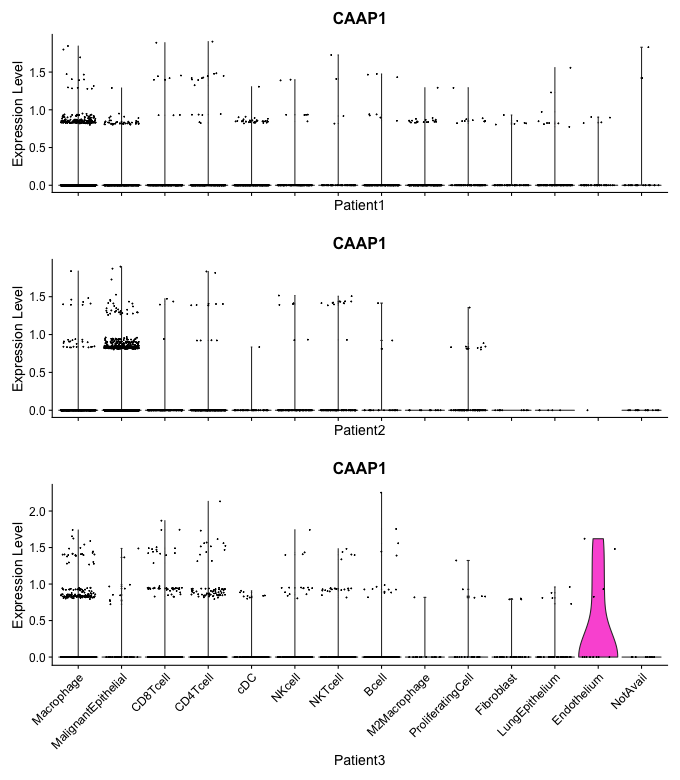 CAAP1
Expression Level
1.5
1.0
0.5
0.0
Patient1
CAAP1
Expression Level
1.5
1.0
0.5
0.0
Patient2
CAAP1
Expression Level
2.0
1.5
1.0
0.5
0.0
Macrophage
MalignantEpithelial
CD8Tcell
CD4Tcell
cDC
NKcell
NKTcell
Bcell
M2Macrophage
ProliferatingCell
Fibroblast
LungEpithelium
Endothelium
NotAvail
Patient3